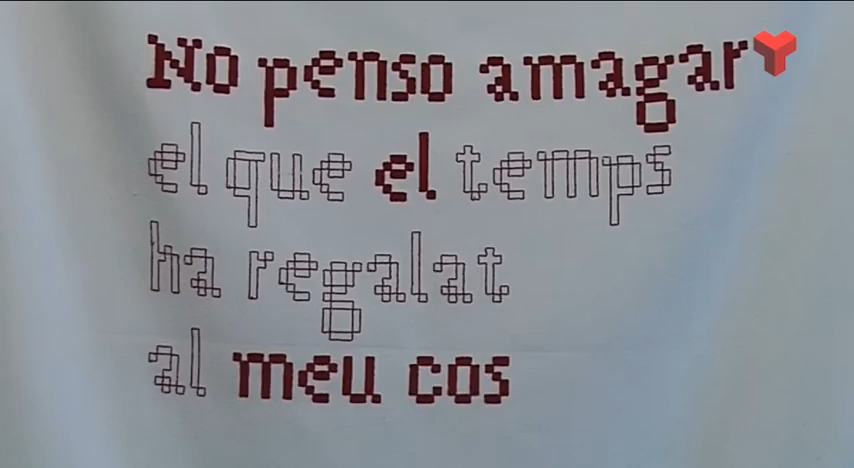 No penso amagar
el que el temps
ha regalat
al meu cos